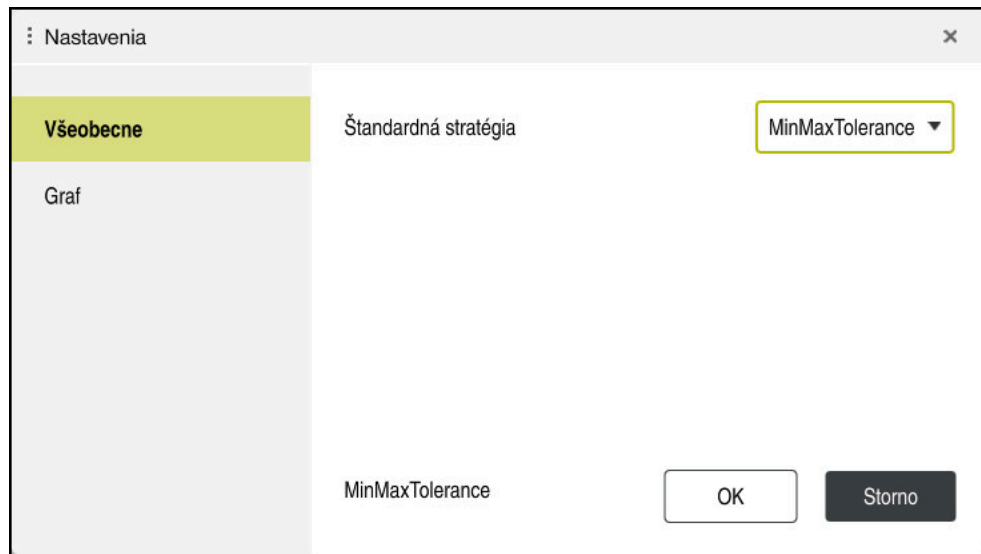 Nastavenia
Všeobecne
Graf
Štandardná stratégia
MinMaxTolerance
MinMaxTolerance
OK
Storno